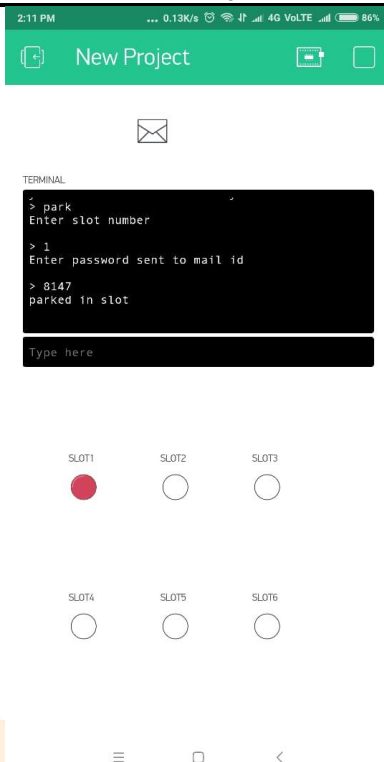 2:11 PM ... 0.13K/s 4G VoLTE 86%
New Project
TERMINAL
> park
Enter slot number
> 1
Enter password sent to mail id
> 8147
parked in slot
Type here
SLOT1 SLOT2 SLOT3
SLOT4 SLOT5 SLOT6